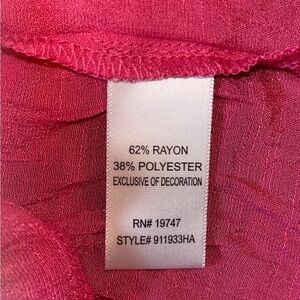 62% RAYON
38% POLYESTER
EXCLUSIVE OF DECORATION
RN# 19747
STYLE# 911933HA